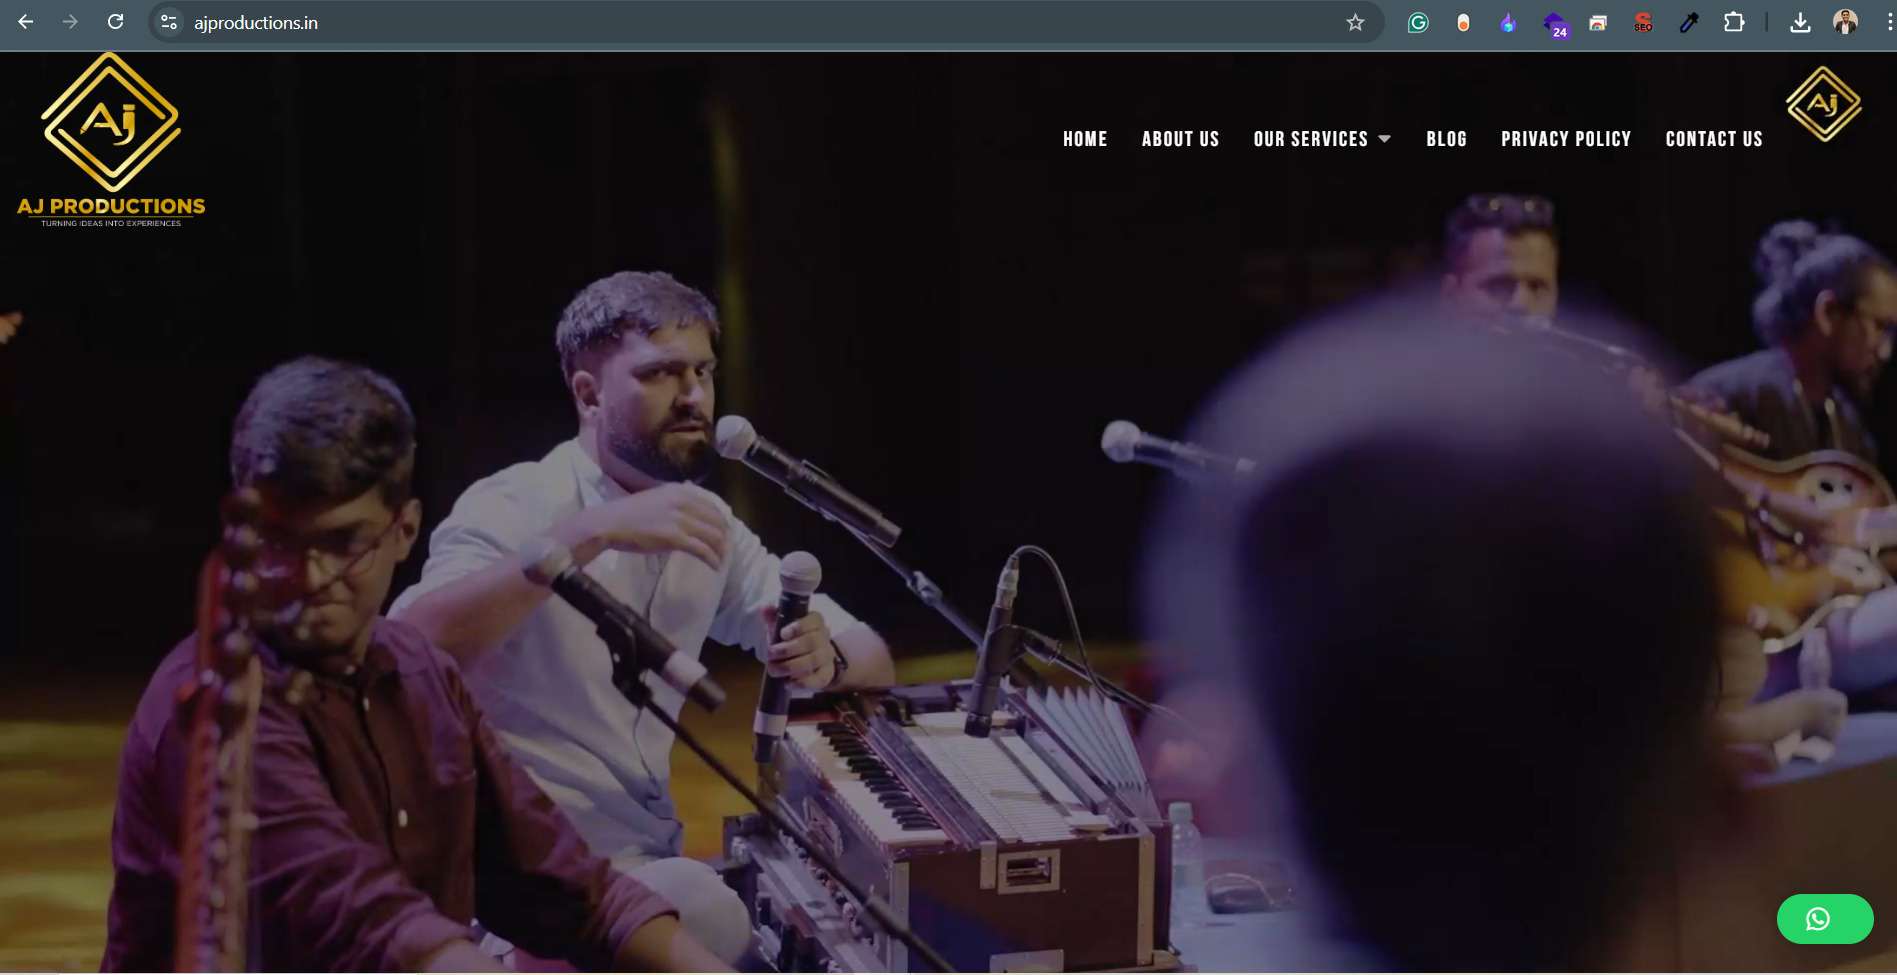 ajproductions.in
24
SEO
Aj
Aj
HOME
ABOUT US
OUR SERVICES
BLOG
PRIVACY POLICY
CONTACT US
AJ PRODUCTIONS
TURNING IDEAS INTO EXPERIENCES